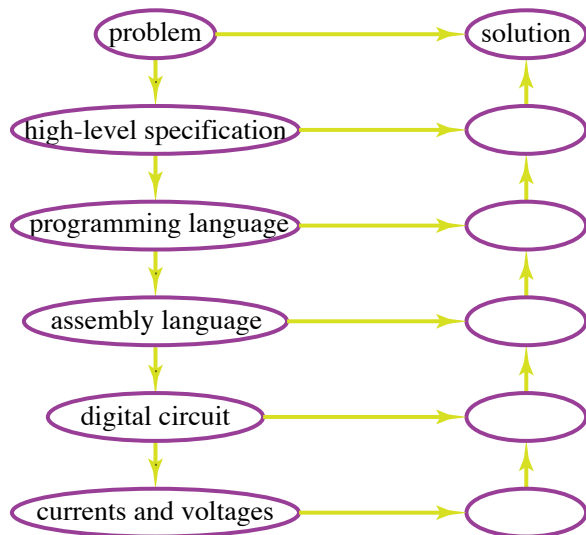 problem
solution
high-level specification
programming language
assembly language
digital circuit
currents and voltages